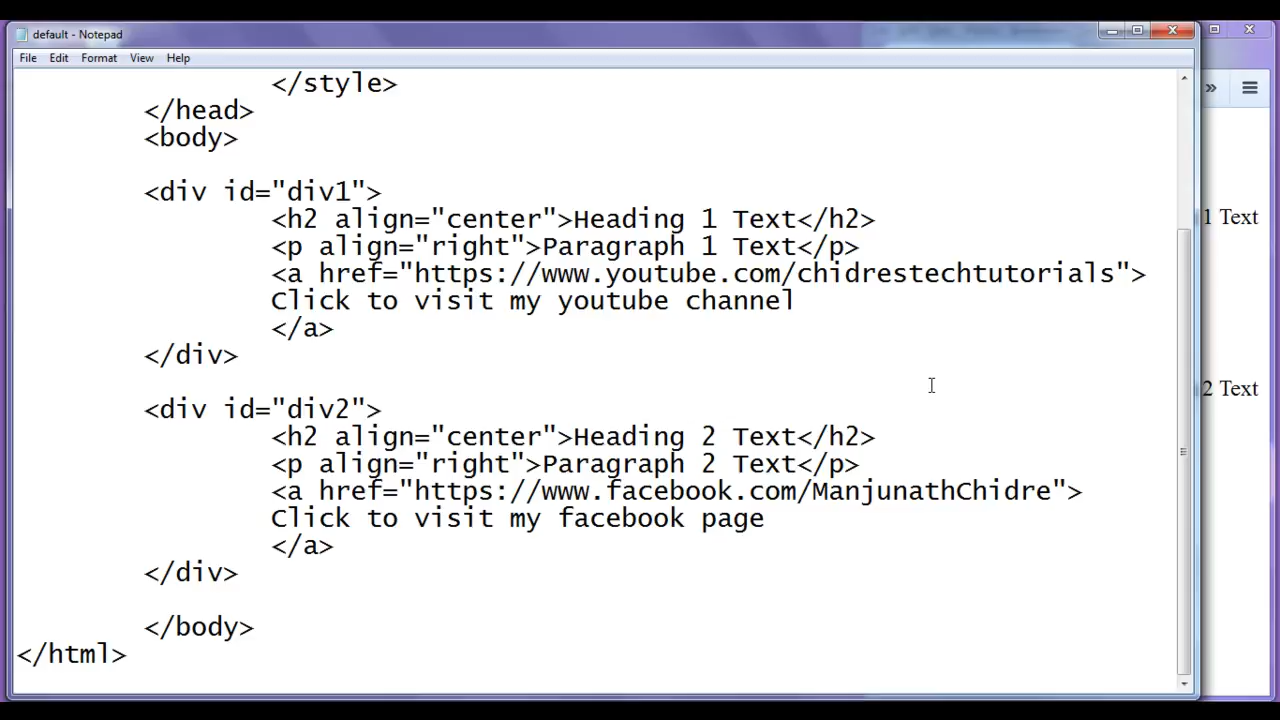 default - Notepad
File Edit Format View Help
</style>
</head>
<body>
<div id="div1">
<h2 align="center">Heading 1 Text</h2>
<p align="right">Paragraph 1 Text</p>
<a href="https://www.youtube.com/chidrestechtutorials">
Click to visit my youtube channel
</a>
</div>
<div id="div2">
<h2 align="center">Heading 2 Text</h2>
<p align="right">Paragraph 2 Text</p>
<a href="https://www.facebook.com/ManjunathChidre">
Click to visit my facebook page
</a>
</div>
</body>
</html>
1 Text
2 Text